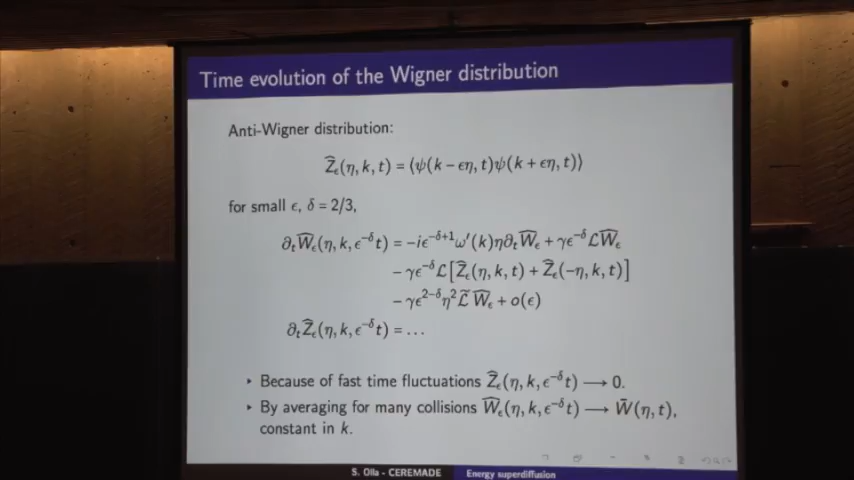 Time evolution of the Wigner distribution
Anti-Wigner distribution:
Ẑ_ϵ(η, k, t) = ⟨ψ(k − ϵη, t)ψ(k + ϵη, t)⟩
for small ϵ, δ = 2/3,
∂_t Ŵ_ϵ(η, k, ϵ^{-δ}t) = −iϵ^{-δ+1}ω′(k)η∂_t Ŵ_ϵ + γϵ^{-δ}ℒŴ_ϵ
− γϵ^{-δ}ℒ[Ẑ_ϵ(η, k, t) + Ẑ_ϵ(−η, k, t)]
− γϵ^{2-δ}η²ℒ̃ Ŵ_ϵ + o(ϵ)
∂_t Ẑ_ϵ(η, k, ϵ^{-δ}t) = ...
▸ Because of fast time fluctuations Ẑ_ϵ(η, k, ϵ^{-δ}t) ⟶ 0.
▸ By averaging for many collisions Ŵ_ϵ(η, k, ϵ^{-δ}t) ⟶ W̄(η, t),
constant in k.
S. Olla - CEREMADE Energy superdiffusion